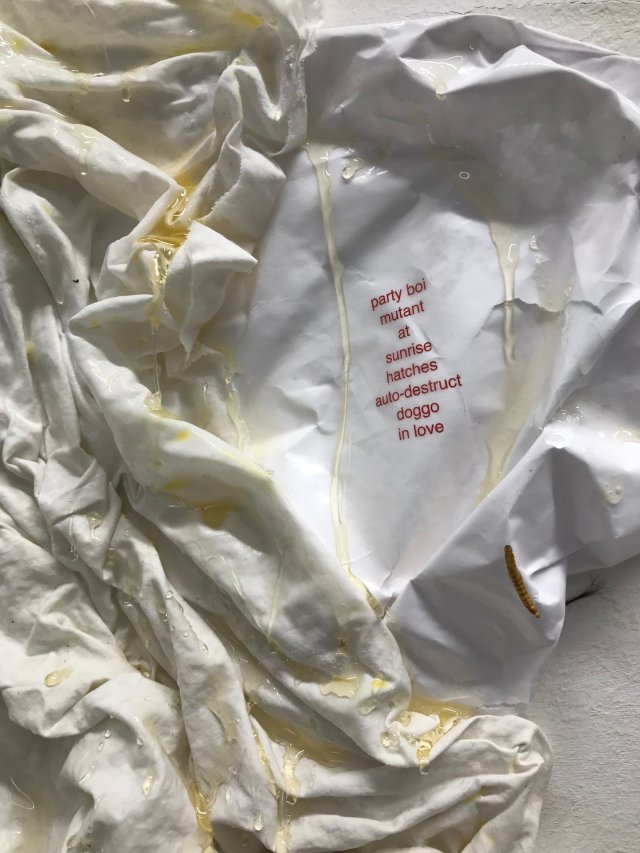 party boi
mutant
at
sunrise
hatches
auto-destruct
doggo
in love